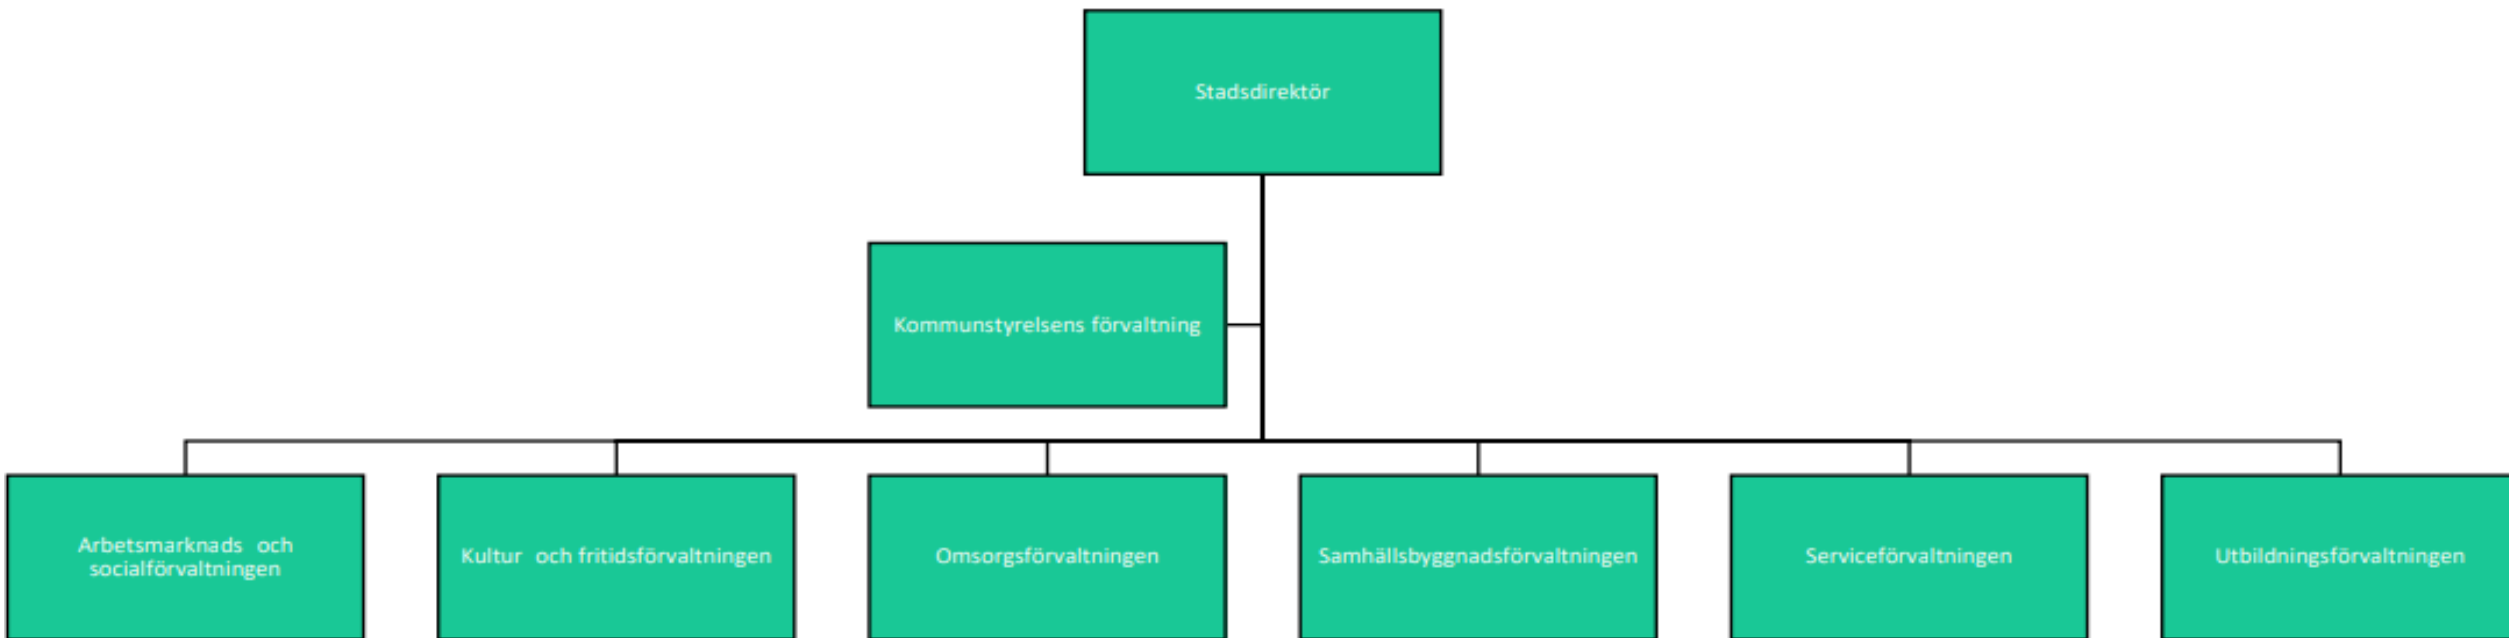 Stadsdirektör
Kommunstyrelsens förvaltning
Arbetsmarknads och
socialförvaltningen
Kultur och fritidsförvaltningen
Omsorgsförvaltningen
Samhällsbyggnadsförvaltningen
Serviceförvaltningen
Utbildningsförvaltningen